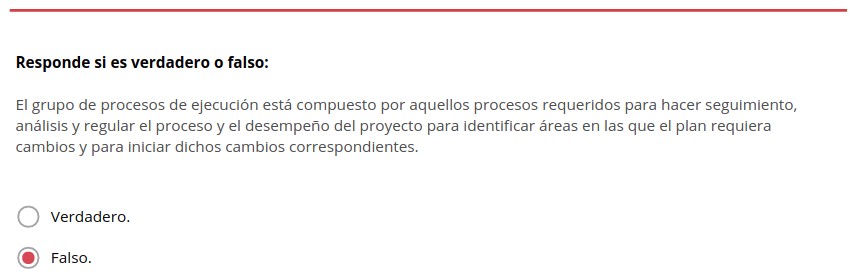 Responde si es verdadero o falso:
El grupo de procesos de ejecución está compuesto por aquellos procesos requeridos para hacer seguimiento,
análisis y regular el proceso y el desempeño del proyecto para identificar áreas en las que el plan requiera
cambios y para iniciar dichos cambios correspondientes.
Verdadero.
Falso.